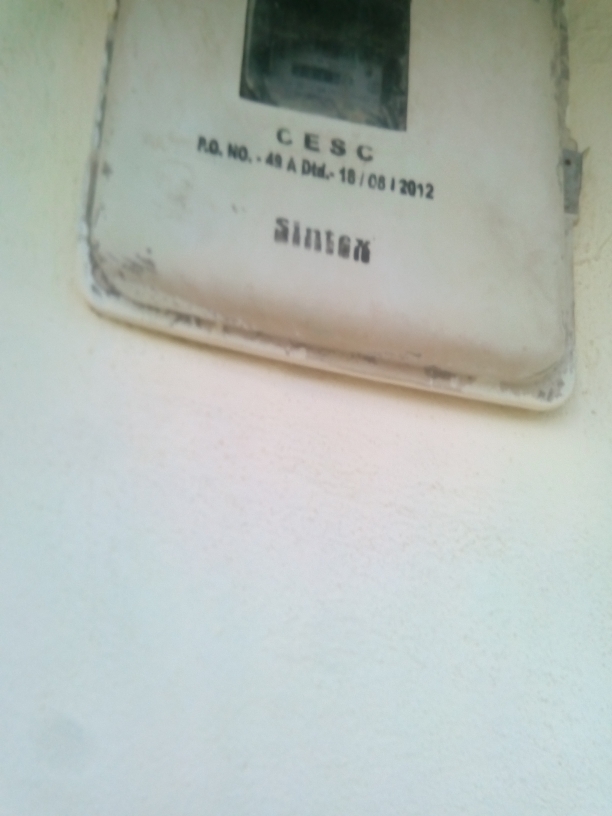 CESC
P.O. NO. - 49 A Dtd.- 18 / 08 / 2012
Sintex